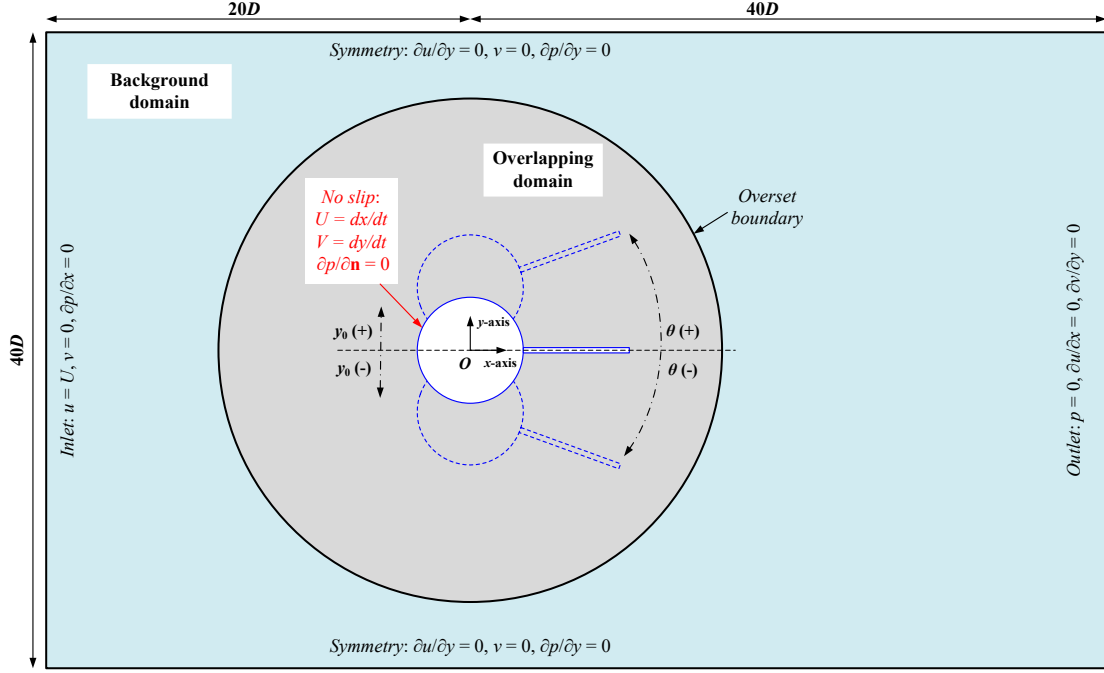 20D
40D
Symmetry: ∂u/∂y = 0, v = 0, ∂p/∂y = 0
Background
domain
Overlapping
domain
No slip:
U = dx/dt
V = dy/dt
∂p/∂n = 0
Overset
boundary
40D
Inlet: u = U, v = 0, ∂p/∂x = 0
y₀ (+)
y₀ (-)
y-axis
O
x-axis
θ (+)
θ (-)
Outlet: p = 0, ∂u/∂x = 0, ∂v/∂y = 0
Symmetry: ∂u/∂y = 0, v = 0, ∂p/∂y = 0